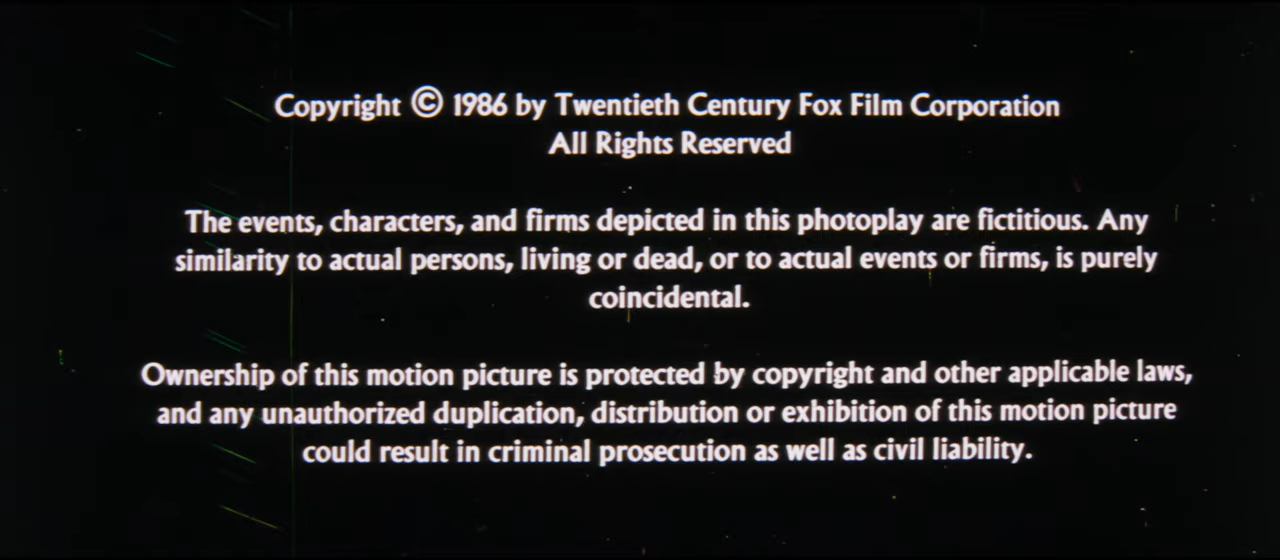 Copyright © 1986 by Twentieth Century Fox Film Corporation
All Rights Reserved
The events, characters, and firms depicted in this photoplay are fictitious. Any
similarity to actual persons, living or dead, or to actual events or firms, is purely
coincidental.
Ownership of this motion picture is protected by copyright and other applicable laws,
and any unauthorized duplication, distribution or exhibition of this motion picture
could result in criminal prosecution as well as civil liability.